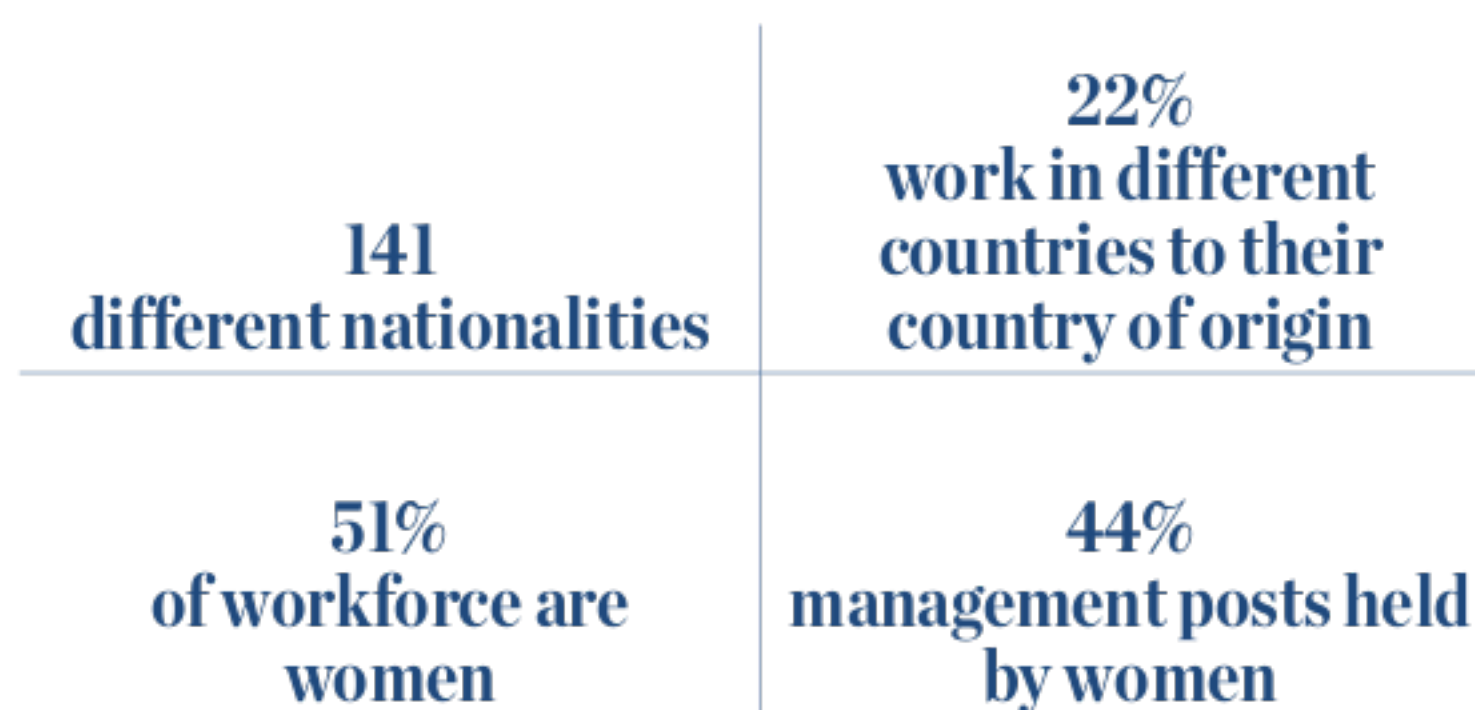 141
different nationalities
22%
work in different
countries to their
country of origin
51%
of workforce are
women
44%
management posts held
by women